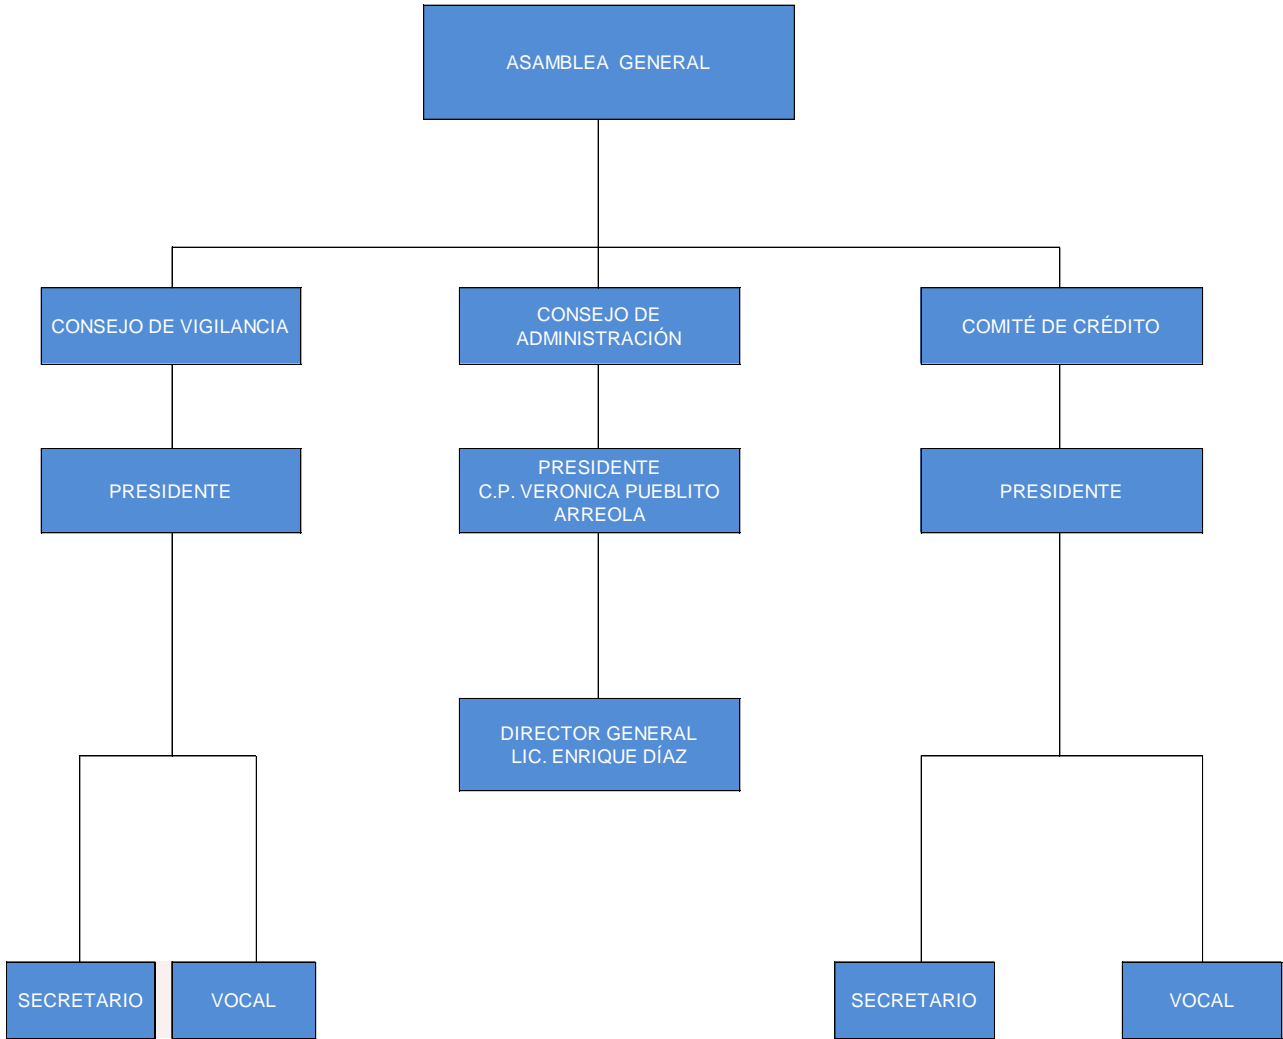 ASAMBLEA GENERAL
CONSEJO DE VIGILANCIA
CONSEJO DE
ADMINISTRACIÓN
COMITÉ DE CRÉDITO
PRESIDENTE
PRESIDENTE
C.P. VERONICA PUEBLITO
ARREOLA
PRESIDENTE
DIRECTOR GENERAL
LIC. ENRIQUE DÍAZ
SECRETARIO
VOCAL
SECRETARIO
VOCAL